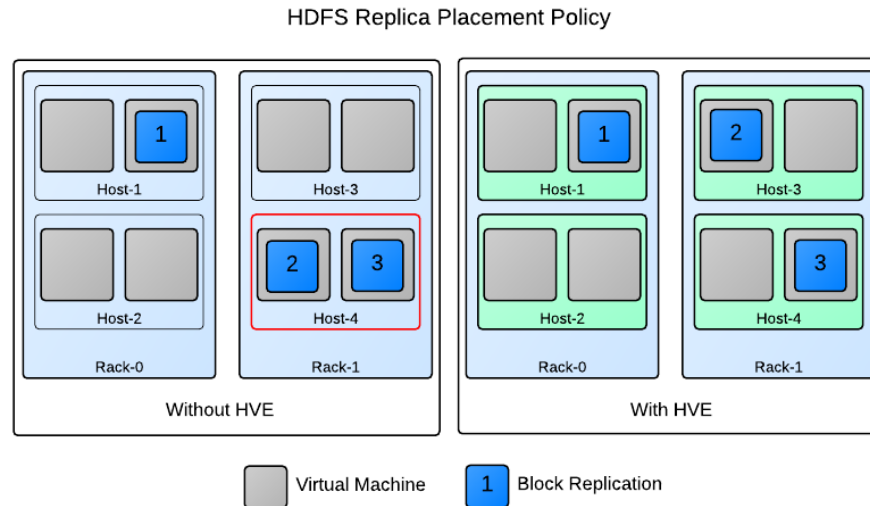 HDFS Replica Placement Policy
1
Host-1
Host-2
Rack-0
Host-3
2
3
Host-4
Rack-1
Without HVE
1
Host-1
Host-2
Rack-0
2
Host-3
3
Host-4
Rack-1
With HVE
Virtual Machine
1
Block Replication